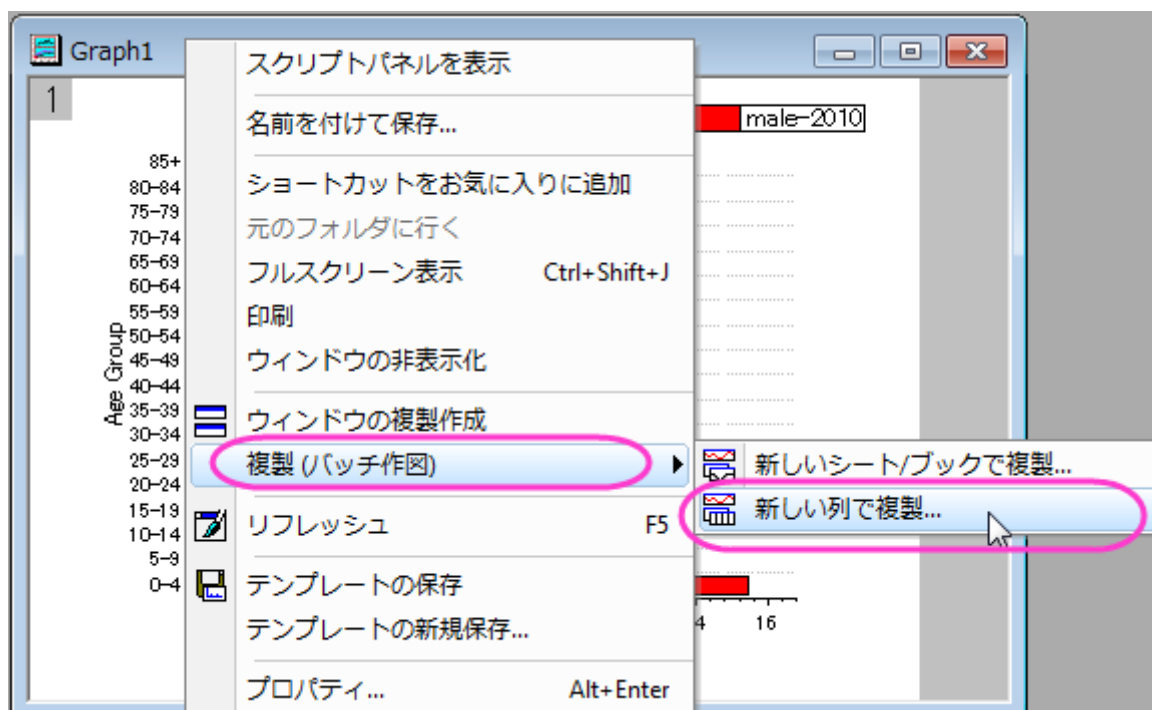 Graph1
1
male-2010
85+
80-84
75-79
70-74
65-69
60-64
55-59
50-54
45-49
40-44
35-39
30-34
25-29
20-24
15-19
10-14
5-9
0-4
Age Group
4 16
スクリプトパネルを表示
名前を付けて保存...
ショートカットをお気に入りに追加
元のフォルダに行く
フルスクリーン表示 Ctrl+Shift+J
印刷
ウィンドウの非表示化
ウィンドウの複製作成
複製 (バッチ作図)
リフレッシュ F5
テンプレートの保存
テンプレートの新規保存...
プロパティ... Alt+Enter
新しいシート/ブックで複製...
新しい列で複製...